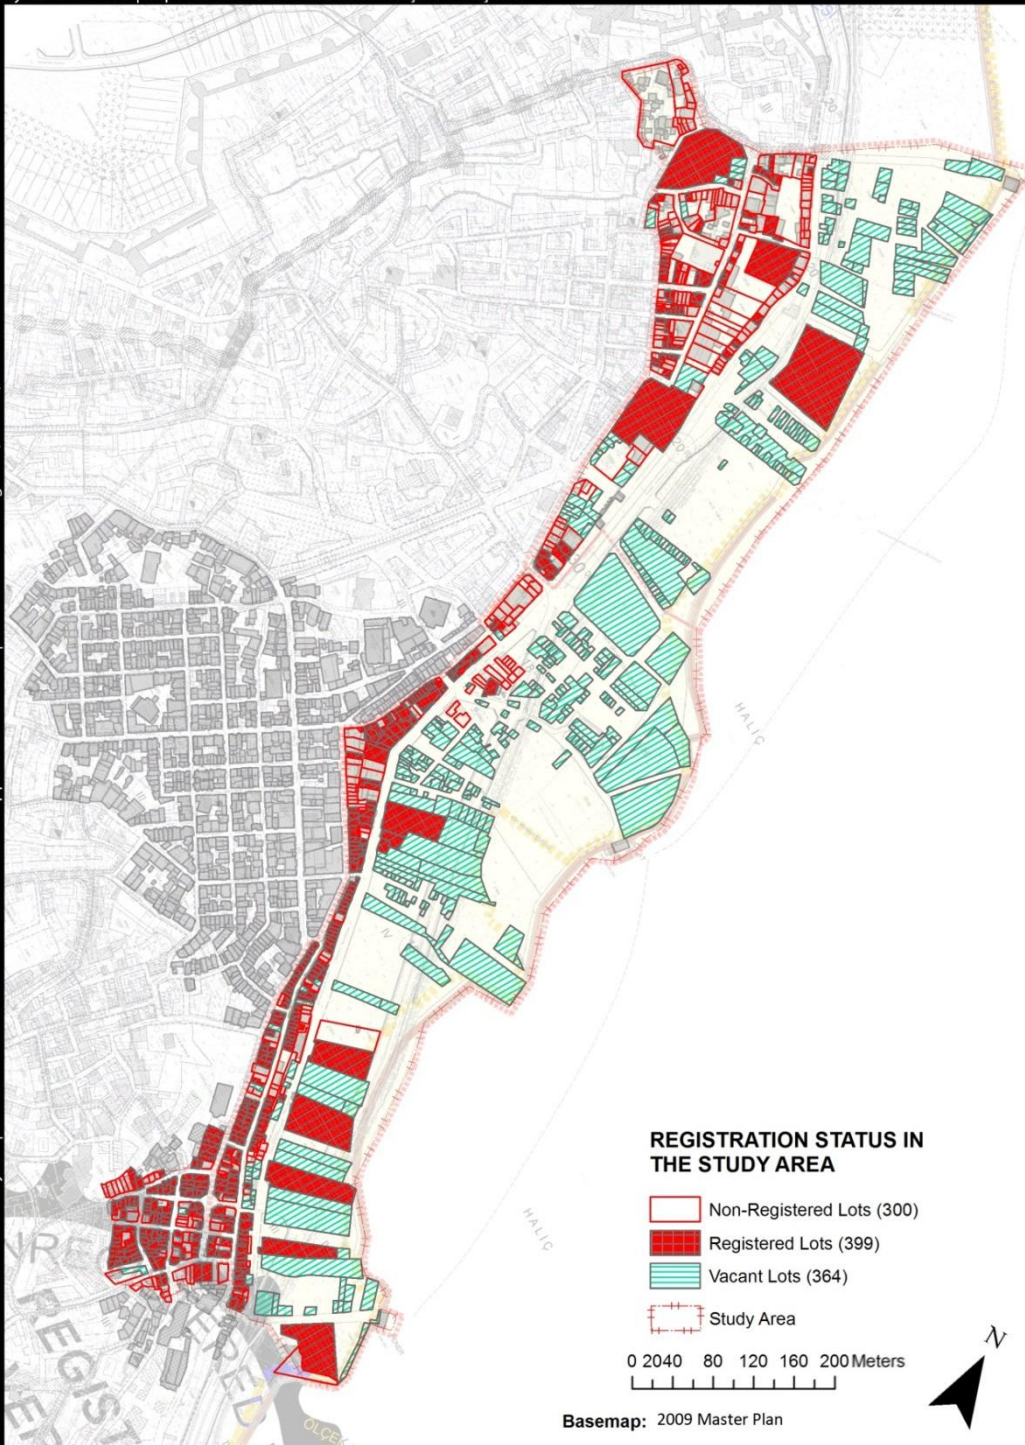 HALIÇ
HALIÇ
REGISTRATION STATUS IN
THE STUDY AREA
Non-Registered Lots (300)
Registered Lots (399)
Vacant Lots (364)
Study Area
N
0 2040 80 120 160 200 Meters
Basemap: 2009 Master Plan